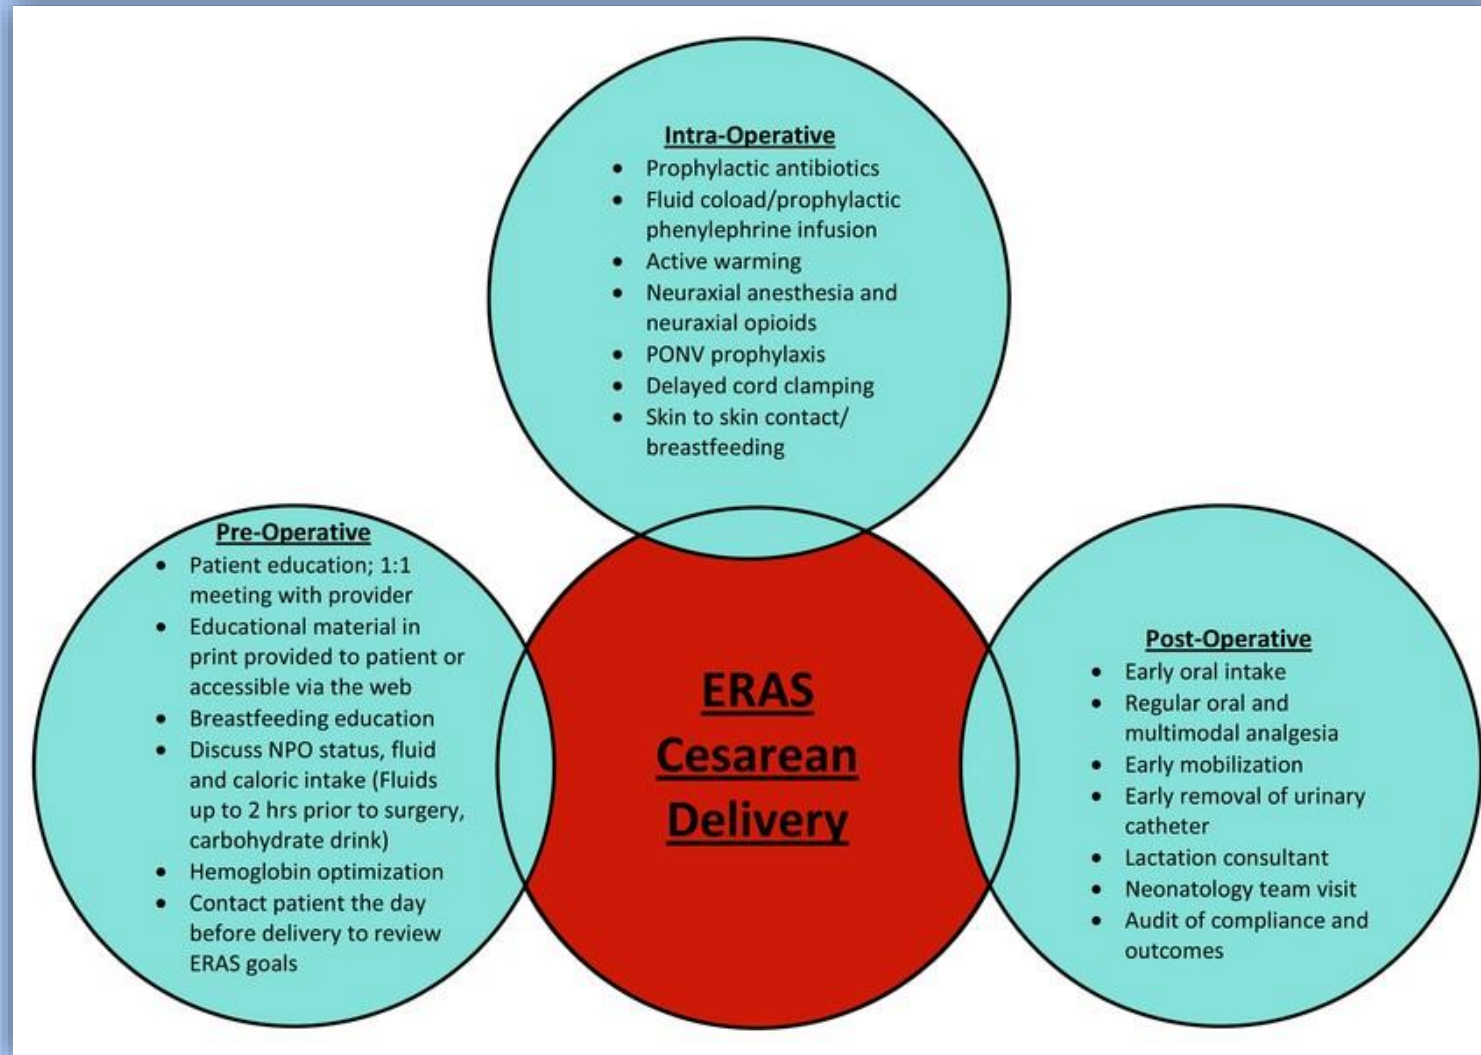 Intra-Operative
• Prophylactic antibiotics
• Fluid coload/prophylactic
phenylephrine infusion
• Active warming
• Neuraxial anesthesia and
neuraxial opioids
• PONV prophylaxis
• Delayed cord clamping
• Skin to skin contact/
breastfeeding
Pre-Operative
• Patient education; 1:1
meeting with provider
• Educational material in
print provided to patient or
accessible via the web
• Breastfeeding education
• Discuss NPO status, fluid
and caloric intake (Fluids
up to 2 hrs prior to surgery,
carbohydrate drink)
• Hemoglobin optimization
• Contact patient the day
before delivery to review
ERAS goals
ERAS
Cesarean
Delivery
Post-Operative
• Early oral intake
• Regular oral and
multimodal analgesia
• Early mobilization
• Early removal of urinary
catheter
• Lactation consultant
• Neonatology team visit
• Audit of compliance and
outcomes